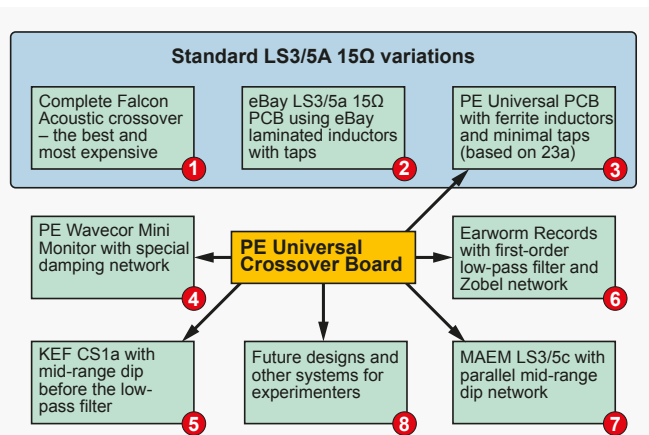 Standard LS3/5A 15Ω variations
Complete Falcon
Acoustic crossover
– the best and
most expensive
1
eBay LS3/5a 15Ω
PCB using eBay
laminated inductors
with taps
2
PE Universal PCB
with ferrite inductors
and minimal taps
(based on 23a)
3
PE Wavecor Mini
Monitor with special
damping network
4
PE Universal
Crossover Board
Earworm Records
with first-order
low-pass filter and
Zobel network
6
KEF CS1a with
mid-range dip
before the low-
pass filter
5
Future designs and
other systems for
experimenters
8
MAEM LS3/5c with
parallel mid-range
dip network
7